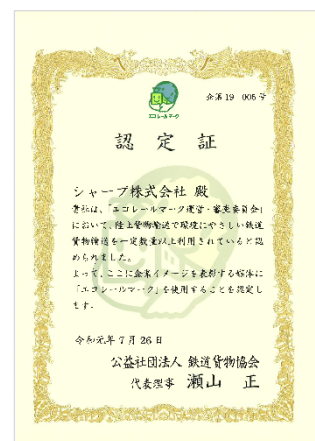 企第19 005号
エコレールマーク
認定証
シャープ株式会社 殿
貴社は、「エコレールマーク運営・審査委員会」
において、陸上貨物輸送で環境にやさしい鉄道
貨物輸送を一定数量以上利用されていると認
められました。
よって、ここに企業イメージを表彰する媒体に
「エコレールマーク」を使用することを認定し
ます。
令和元年7月26日
公益社団法人 鉄道貨物協会
代表理事 瀬山 正